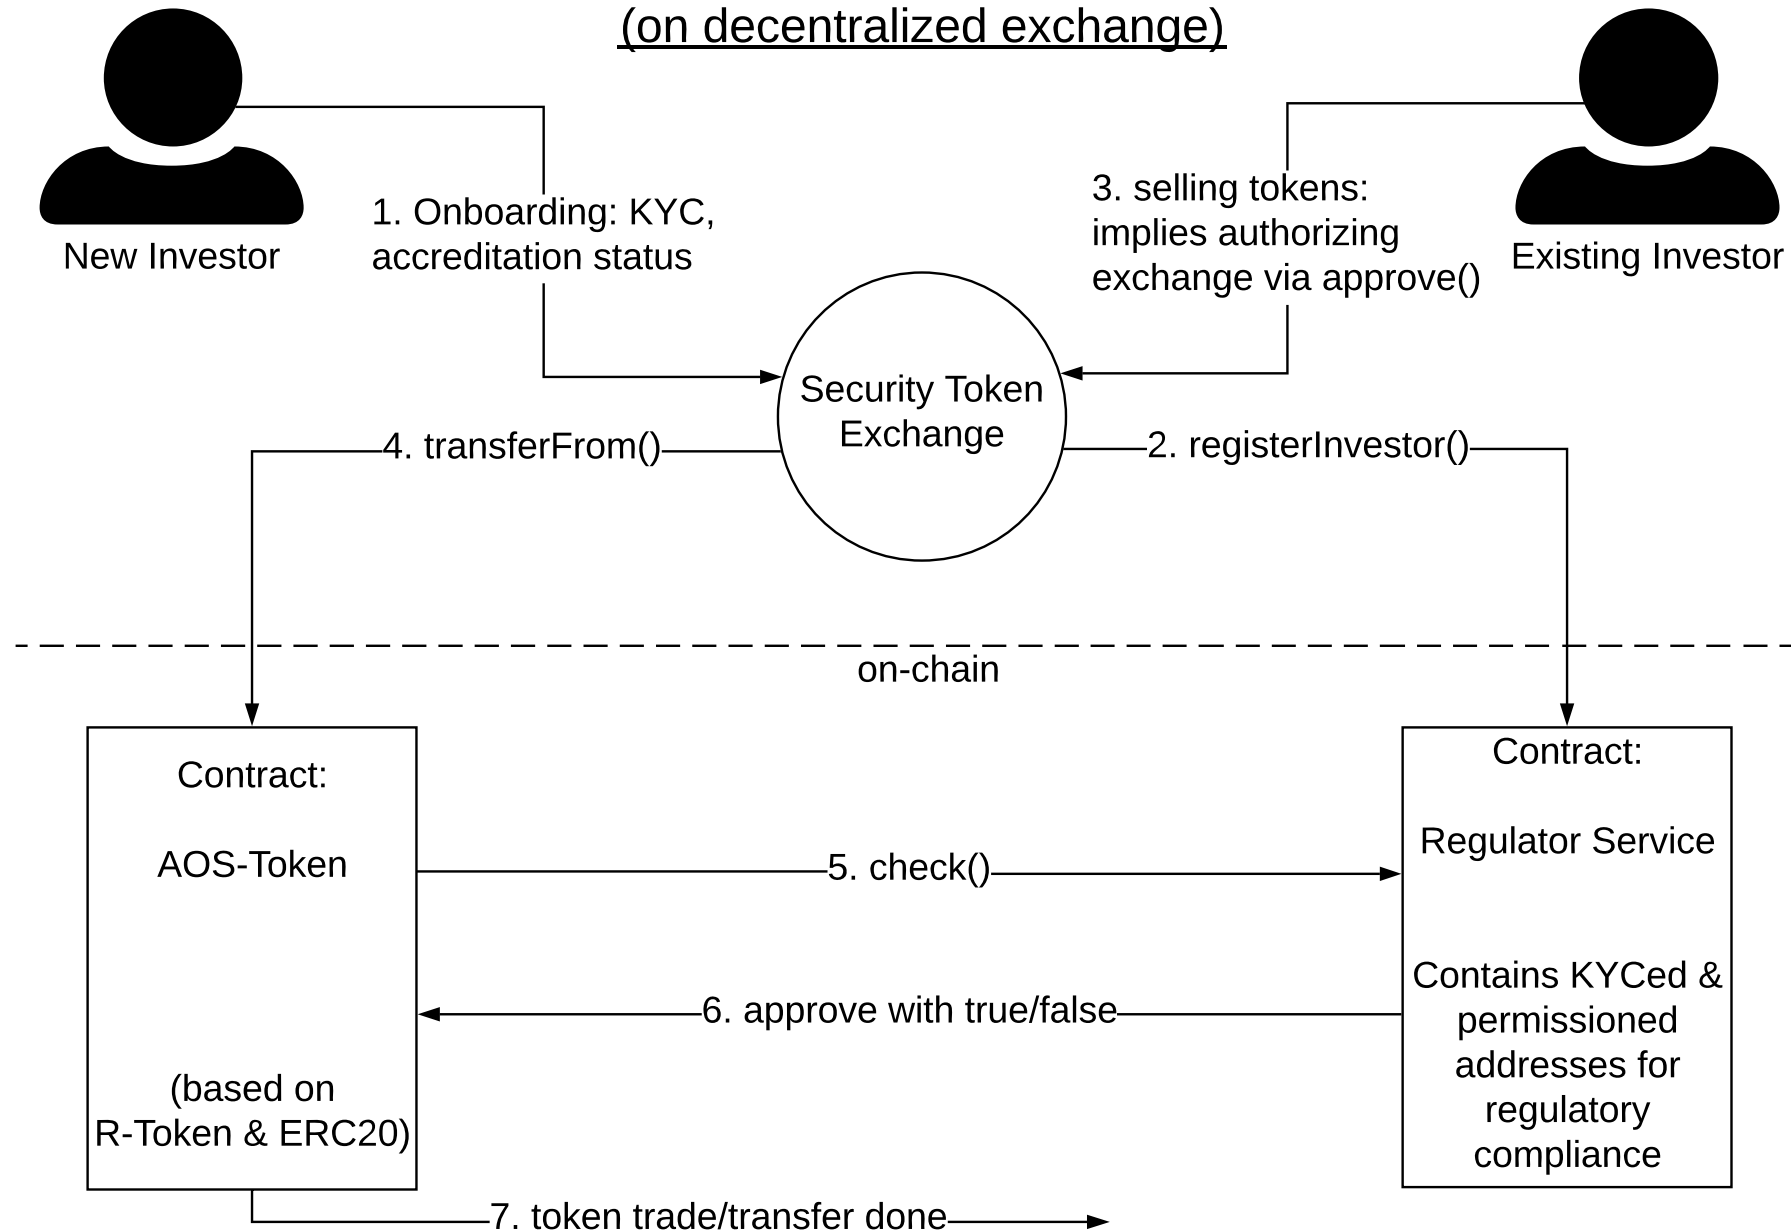 (on decentralized exchange)
New Investor
1. Onboarding: KYC,
accreditation status
3. selling tokens:
implies authorizing
exchange via approve()
Existing Investor
Security Token
Exchange
4. transferFrom()
2. registerInvestor()
on-chain
Contract:
AOS-Token
(based on
R-Token & ERC20)
5. check()
6. approve with true/false
Contract:
Regulator Service
Contains KYCed &
permissioned
addresses for
regulatory
compliance
7. token trade/transfer done